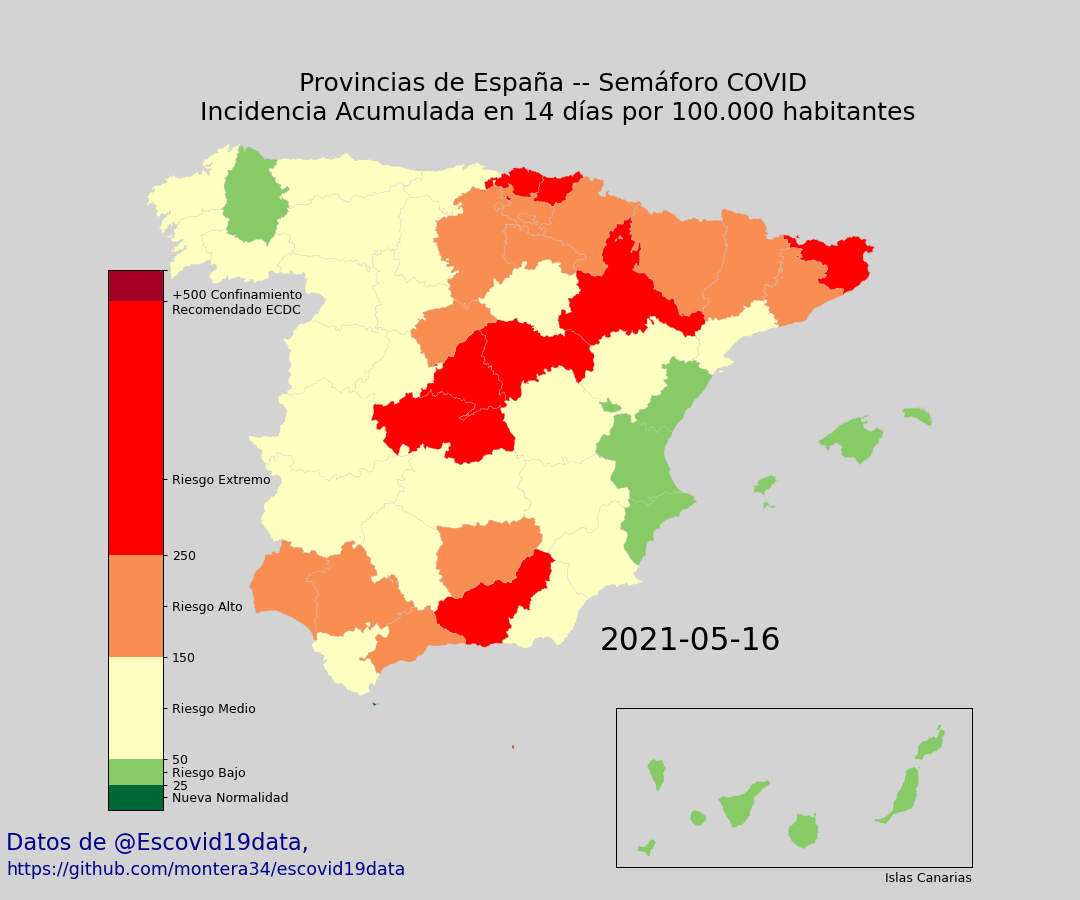 Provincias de España -- Semáforo COVID
Incidencia Acumulada en 14 días por 100.000 habitantes
+500 Confinamiento
Recomendado ECDC
Riesgo Extremo
250
Riesgo Alto
150
Riesgo Medio
50
Riesgo Bajo
25
Nueva Normalidad
2021-05-16
Islas Canarias
Datos de @Escovid19data,
https://github.com/montera34/escovid19data